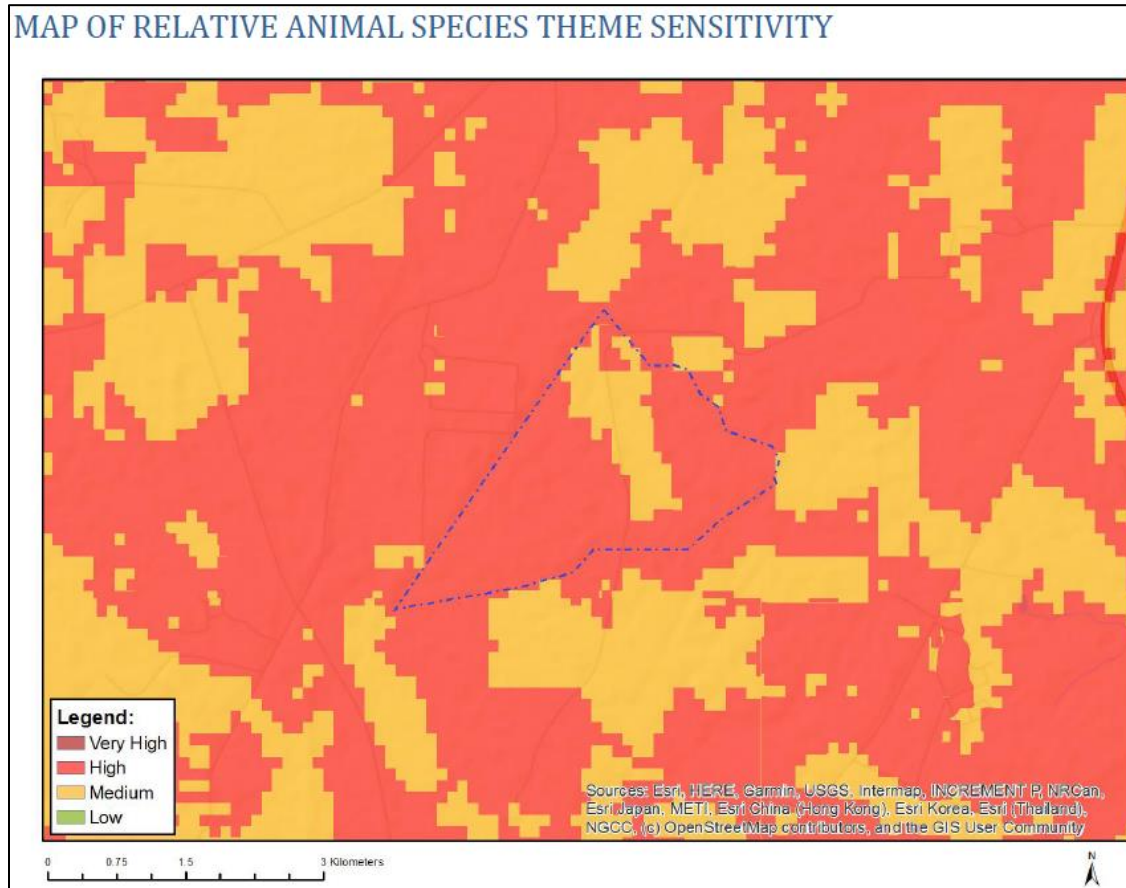 MAP OF RELATIVE ANIMAL SPECIES THEME SENSITIVITY
Legend:
Very High
High
Medium
Low
Sources: Esri, HERE, Garmin, USGS, Intermap, INCREMENT P, NRCan,
Esri Japan, METI, Esri China (Hong Kong), Esri Korea, Esri (Thailand),
NGCC, (c) OpenStreetMap contributors, and the GIS User Community
0 0.75 1.5 3 Kilometers
N